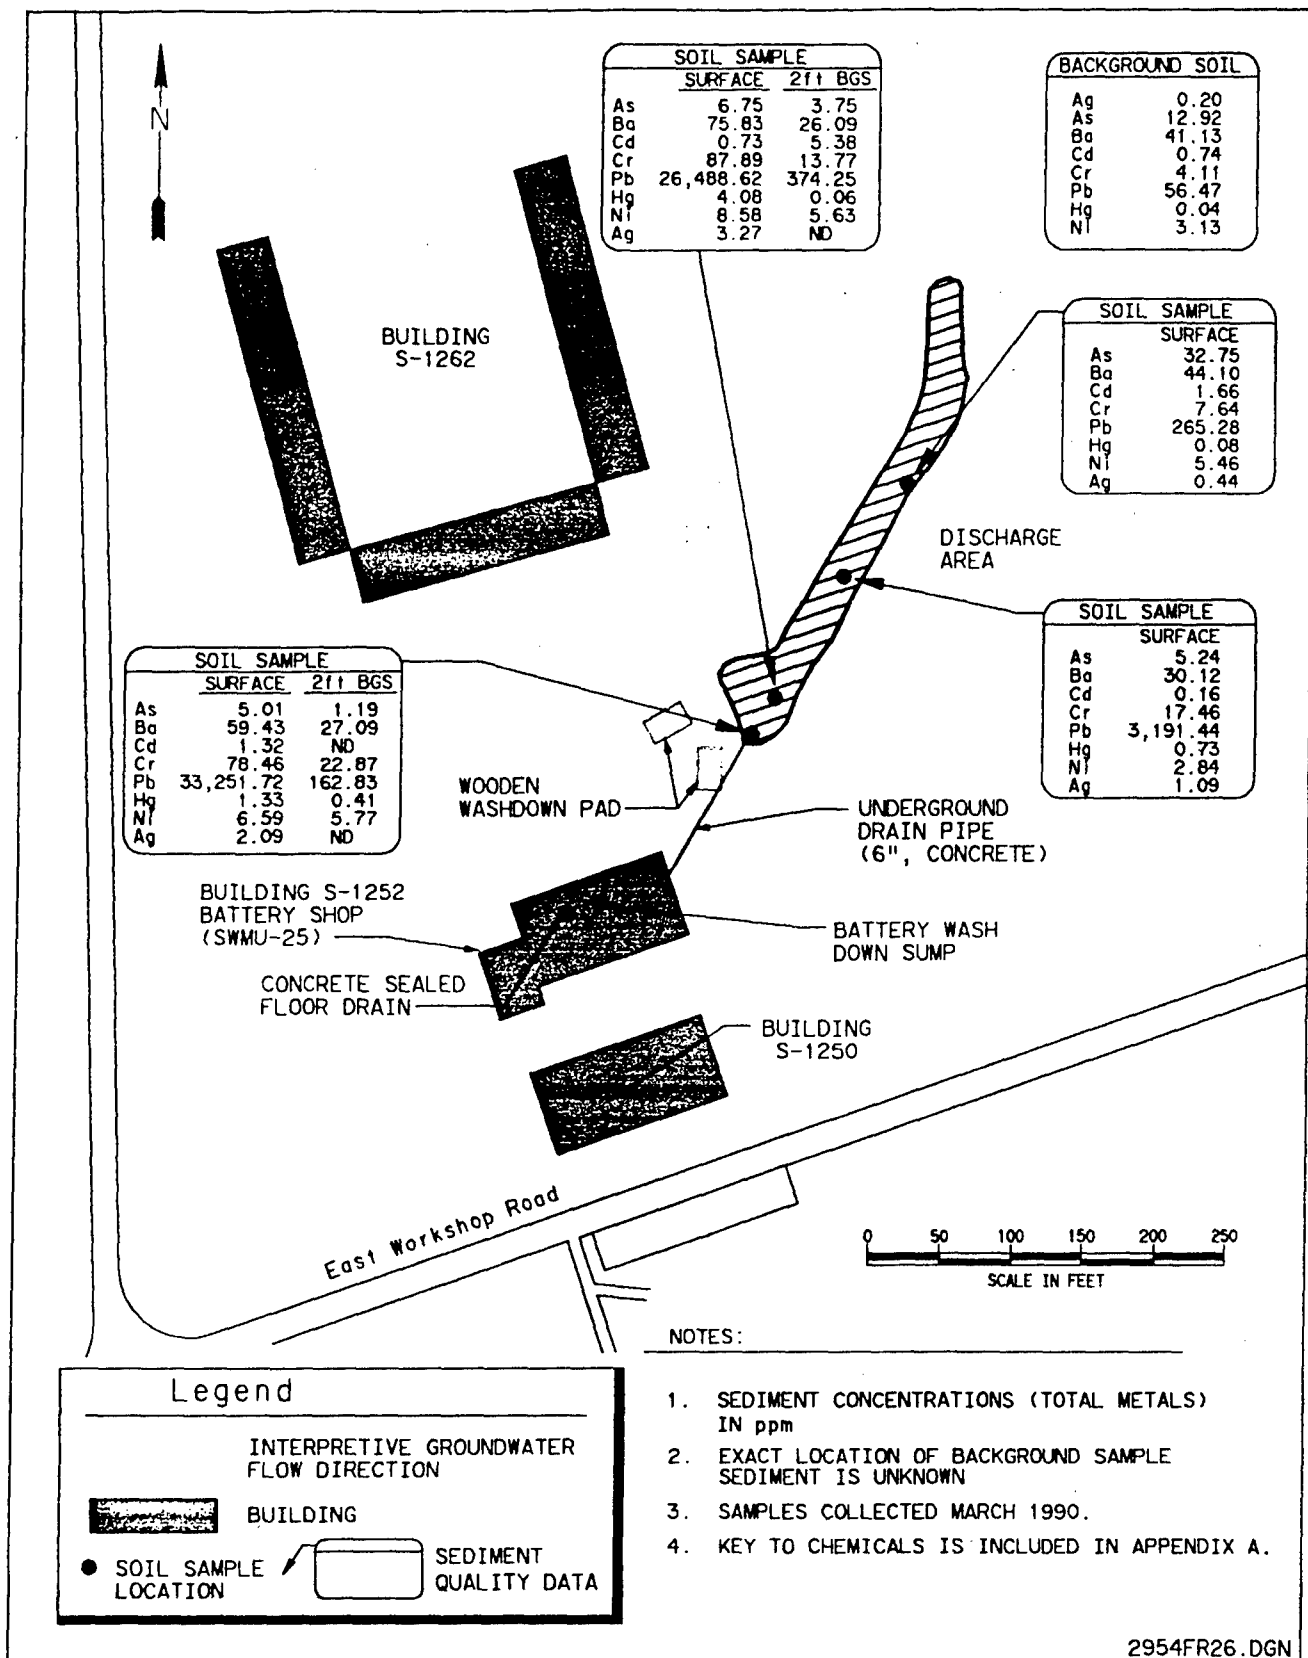 N
SOIL SAMPLE
SURFACE 2ft BGS
As 6.75 3.75
Ba 75.83 26.09
Cd 0.73 5.38
Cr 87.89 13.77
Pb 26,488.62 374.25
Hg 4.08 0.06
Ni 8.58 5.63
Ag 3.27 ND
BACKGROUND SOIL
Ag 0.20
As 12.92
Ba 41.13
Cd 0.74
Cr 4.11
Pb 56.47
Hg 0.04
Ni 3.13
BUILDING
S-1262
SOIL SAMPLE
SURFACE
As 32.75
Ba 44.10
Cd 1.66
Cr 7.64
Pb 265.28
Hg 0.08
Ni 5.46
Ag 0.44
DISCHARGE
AREA
SOIL SAMPLE
SURFACE
As 5.24
Ba 30.12
Cd 0.16
Cr 17.46
Pb 3,191.44
Hg 0.73
Ni 2.84
Ag 1.09
SOIL SAMPLE
SURFACE 2ft BGS
As 5.01 1.19
Ba 59.43 27.09
Cd 1.32 ND
Cr 78.46 22.87
Pb 33,251.72 162.83
Hg 1.33 0.41
Ni 6.59 5.77
Ag 2.09 ND
WOODEN
WASHDOWN PAD
UNDERGROUND
DRAIN PIPE
(6", CONCRETE)
BUILDING S-1252
BATTERY SHOP
(SWMU-25)
BATTERY WASH
DOWN SUMP
CONCRETE SEALED
FLOOR DRAIN
BUILDING
S-1250
East Workshop Road
0 50 100 150 200 250
SCALE IN FEET
NOTES:
1. SEDIMENT CONCENTRATIONS (TOTAL METALS)
IN ppm
2. EXACT LOCATION OF BACKGROUND SAMPLE
SEDIMENT IS UNKNOWN
3. SAMPLES COLLECTED MARCH 1990.
4. KEY TO CHEMICALS IS INCLUDED IN APPENDIX A.
Legend
INTERPRETIVE GROUNDWATER
FLOW DIRECTION
BUILDING
SOIL SAMPLE
LOCATION
SEDIMENT
QUALITY DATA
2954FR26.DGN